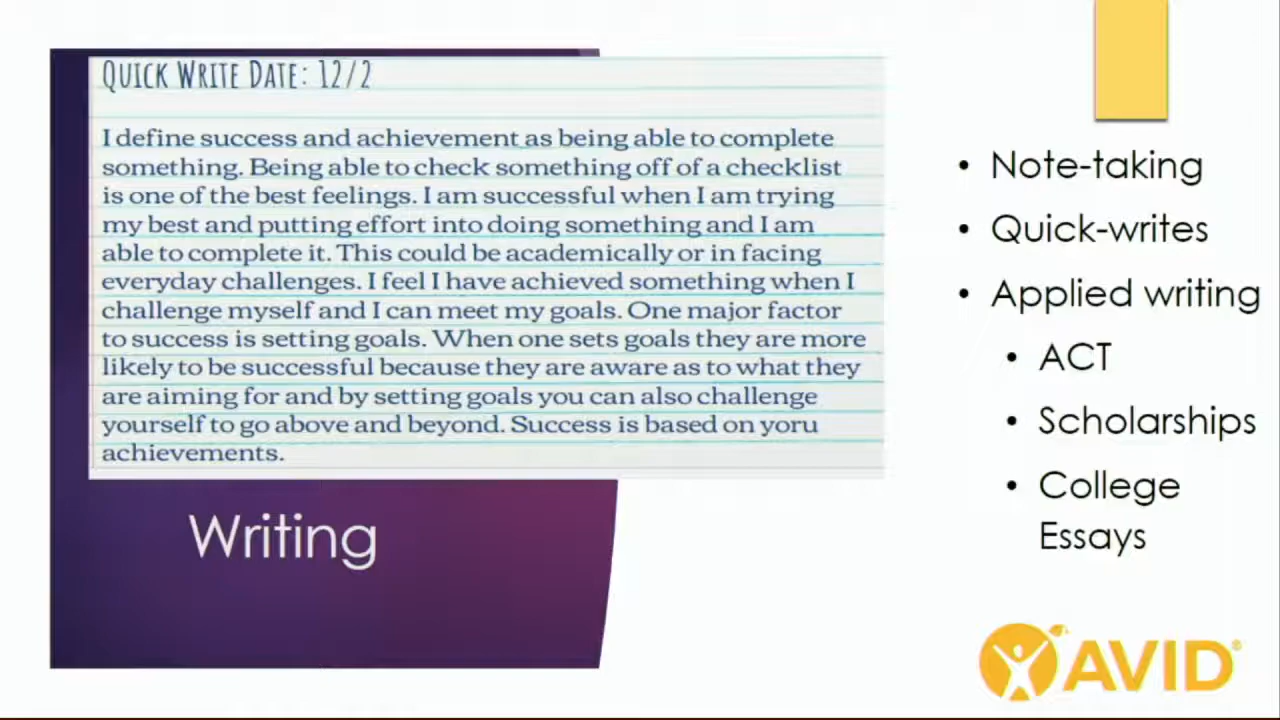 QUICK WRITE DATE: 12/2
I define success and achievement as being able to complete
something. Being able to check something off of a checklist
is one of the best feelings. I am successful when I am trying
my best and putting effort into doing something and I am
able to complete it. This could be academically or in facing
everyday challenges. I feel I have achieved something when I
challenge myself and I can meet my goals. One major factor
to success is setting goals. When one sets goals they are more
likely to be successful because they are aware as to what they
are aiming for and by setting goals you can also challenge
yourself to go above and beyond. Success is based on yoru
achievements.
Writing
• Note-taking
• Quick-writes
• Applied writing
• ACT
• Scholarships
• College
Essays
AVID®